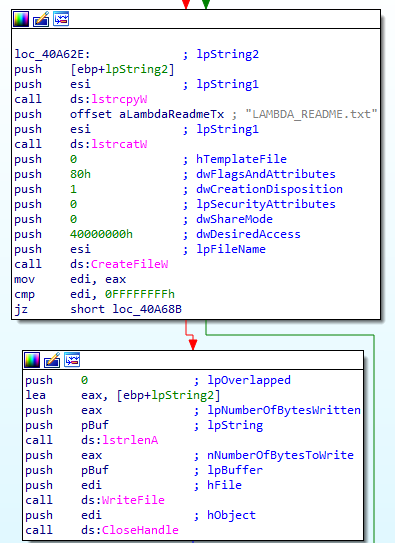 loc_40A62E: ; lpString2
push [ebp+lpString2]
push esi ; lpString1
call ds:lstrcpyW
push offset aLambdaReadmeTx ; "LAMBDA_README.txt"
push esi ; lpString1
call ds:lstrcatW
push 0 ; hTemplateFile
push 80h ; dwFlagsAndAttributes
push 1 ; dwCreationDisposition
push 0 ; lpSecurityAttributes
push 0 ; dwShareMode
push 40000000h ; dwDesiredAccess
push esi ; lpFileName
call ds:CreateFileW
mov edi, eax
cmp edi, 0FFFFFFFFh
jz short loc_40A68B
push 0 ; lpOverlapped
lea eax, [ebp+lpString2]
push eax ; lpNumberOfBytesWritten
push pBuf ; lpString
call ds:lstrlenA
push eax ; nNumberOfBytesToWrite
push pBuf ; lpBuffer
push edi ; hFile
call ds:WriteFile
push edi ; hObject
call ds:CloseHandle